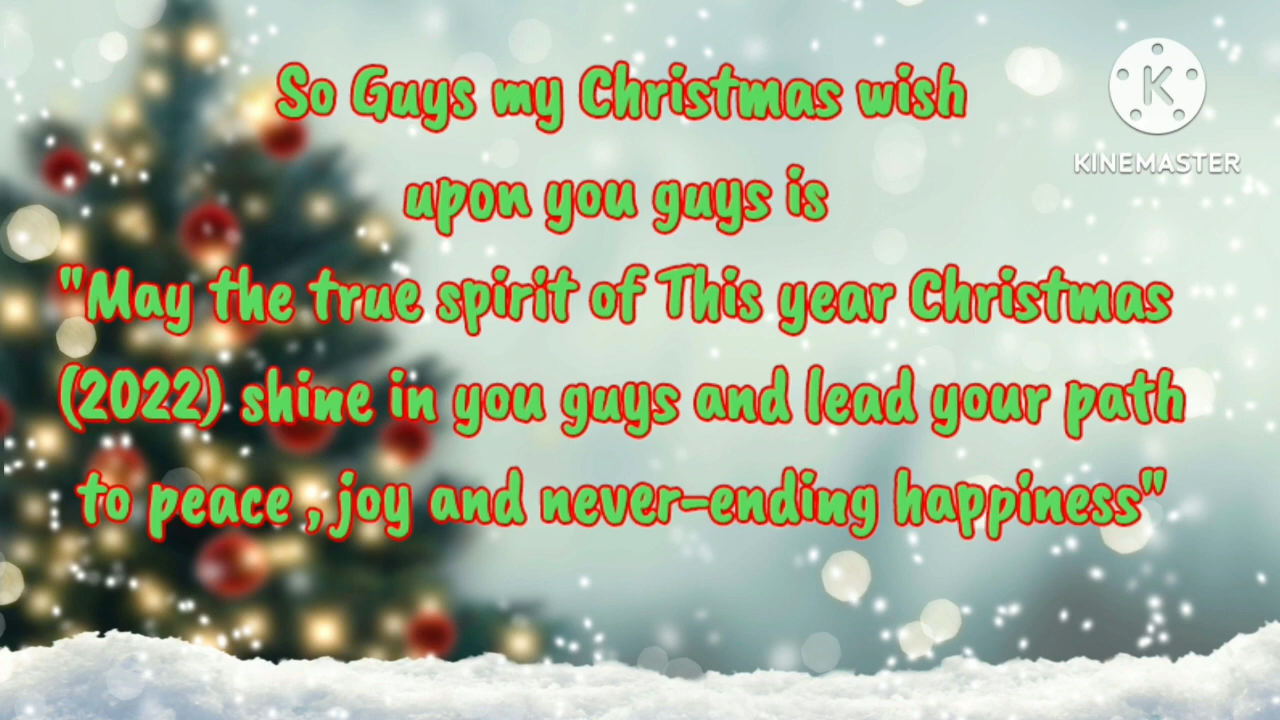 So Guys my Christmas wish
upon you guys is
"May the true spirit of This year Christmas
(2022) shine in you guys and lead your path
to peace , joy and never-ending happiness"
K
KINEMASTER